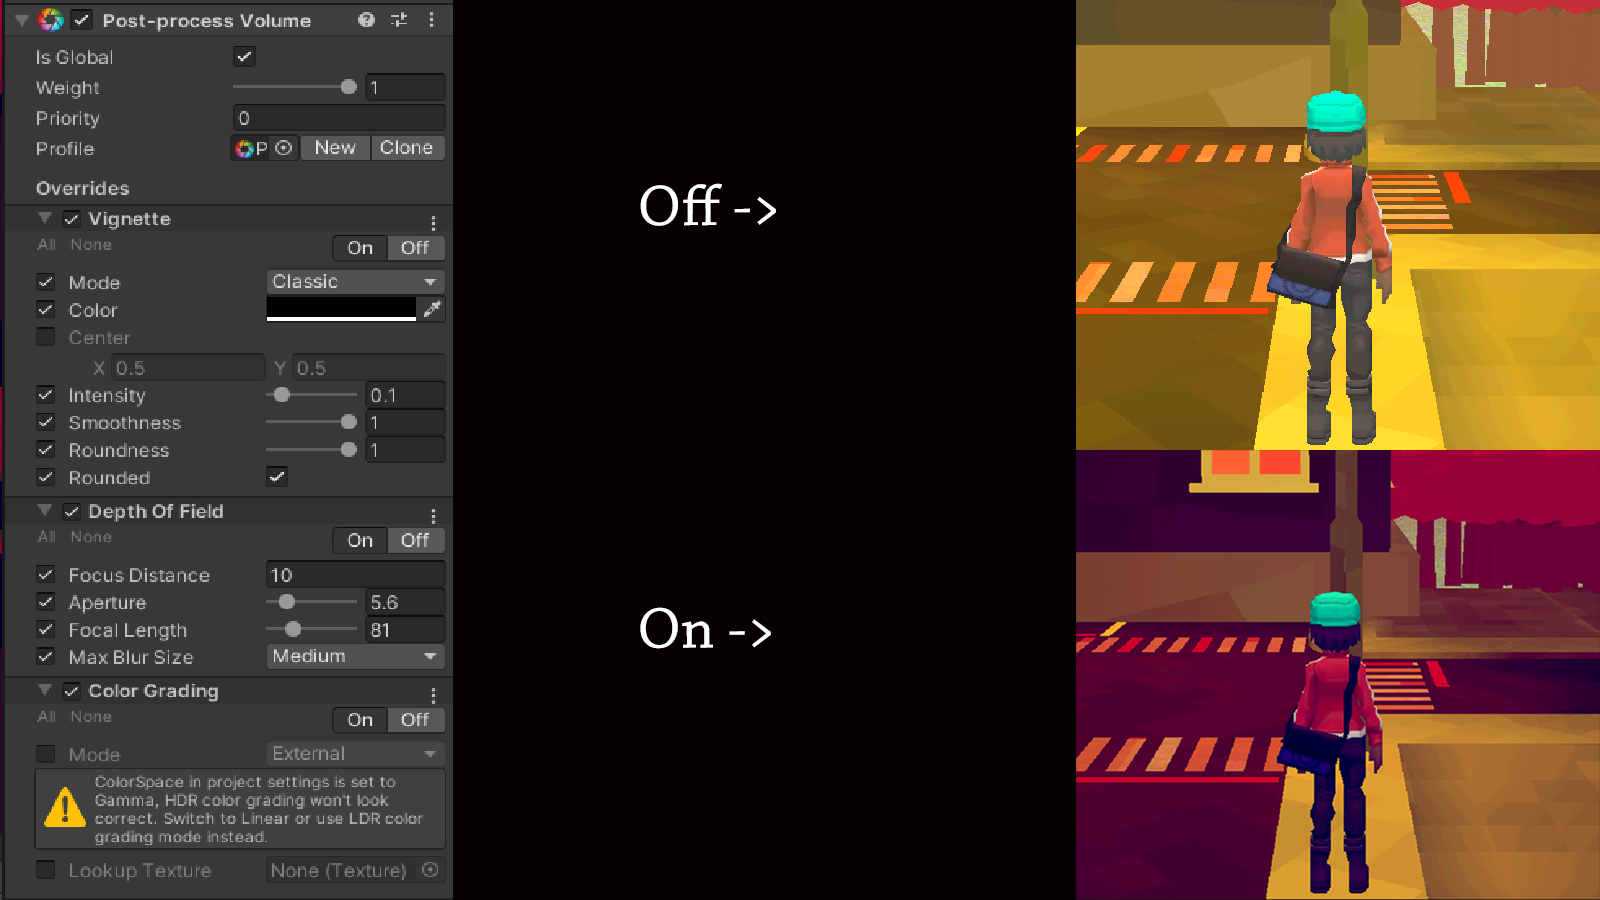 Post-process Volume
Is Global
Weight 1
Priority 0
Profile P New Clone
Overrides
Vignette
All None On Off
Mode Classic
Color
Center
X 0.5 Y 0.5
Intensity 0.1
Smoothness 1
Roundness 1
Rounded
Depth Of Field
All None On Off
Focus Distance 10
Aperture 5.6
Focal Length 81
Max Blur Size Medium
Color Grading
All None On Off
Mode External
ColorSpace in project settings is set to
Gamma, HDR color grading won't look
correct. Switch to Linear or use LDR color
grading mode instead.
Lookup Texture None (Texture)
Off ->
On ->